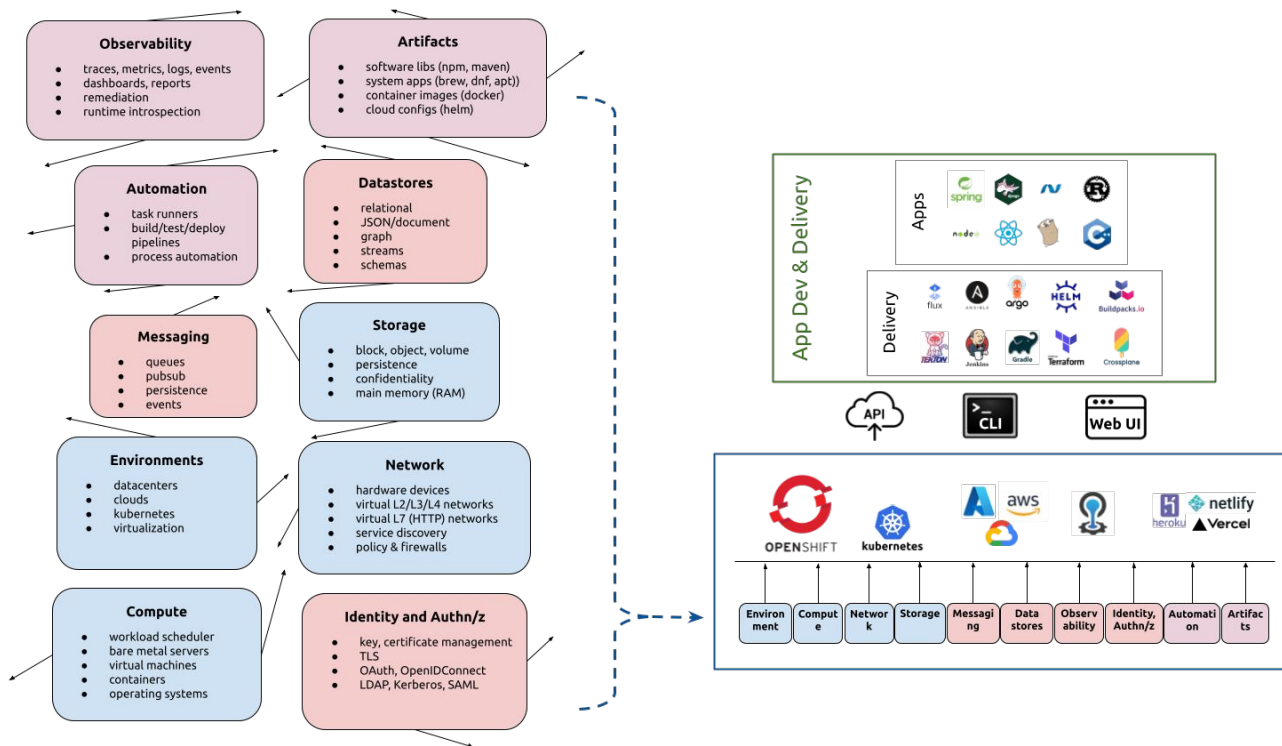 Observability
traces, metrics, logs, events
dashboards, reports
remediation
runtime introspection
Artifacts
software libs (npm, maven)
system apps (brew, dnf, apt))
container images (docker)
cloud configs (helm)
Automation
task runners
build/test/deploy
pipelines
process automation
Datastores
relational
JSON/document
graph
streams
schemas
Messaging
queues
pubsub
persistence
events
Storage
block, object, volume
persistence
confidentiality
main memory (RAM)
Environments
datacenters
clouds
kubernetes
virtualization
Network
hardware devices
virtual L2/L3/L4 networks
virtual L7 (HTTP) networks
service discovery
policy & firewalls
Compute
workload scheduler
bare metal servers
virtual machines
containers
operating systems
Identity and Authn/z
key, certificate management
TLS
OAuth, OpenIDConnect
LDAP, Kerberos, SAML
App Dev & Delivery
Apps
spring
node
Delivery
flux
ANSIBLE
argo
HELM
Buildpacks.io
TEKTON
Jenkins
Gradle
Terraform
Crossplane
API
>_
CLI
Web UI
OPENSHIFT
kubernetes
aws
heroku
netlify
Vercel
Environ
ment
Comput
e
Networ
k
Storage
Messagi
ng
Data
stores
Observ
ability
Identity,
Authn/z
Automati
on
Artifac
ts